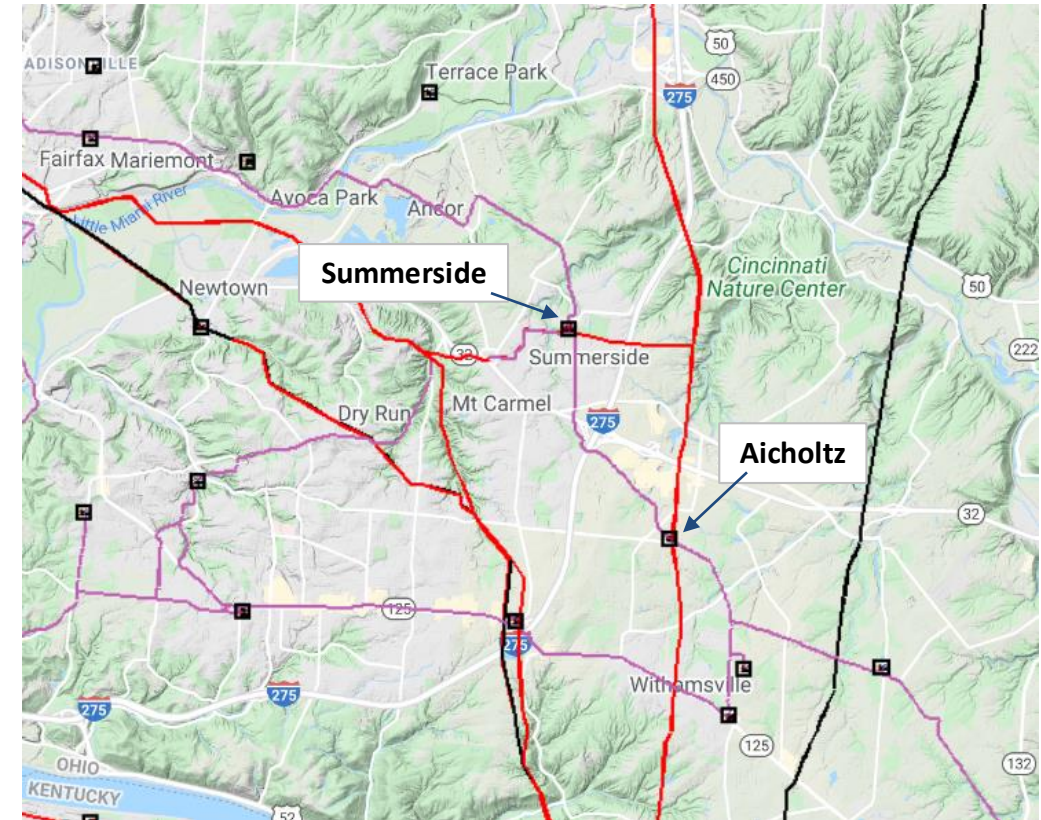 50
450
ADISONVILLE
Terrace Park
275
Fairfax Mariemont
Little Miami River
Avoca Park
Ancor
Summerside
Cincinnati
Nature Center
50
Newtown
32
Summerside
222
Mt Carmel
Dry Run
275
Aicholtz
32
125
275
Withamsville
275
275
125
132
OHIO
KENTUCKY
52